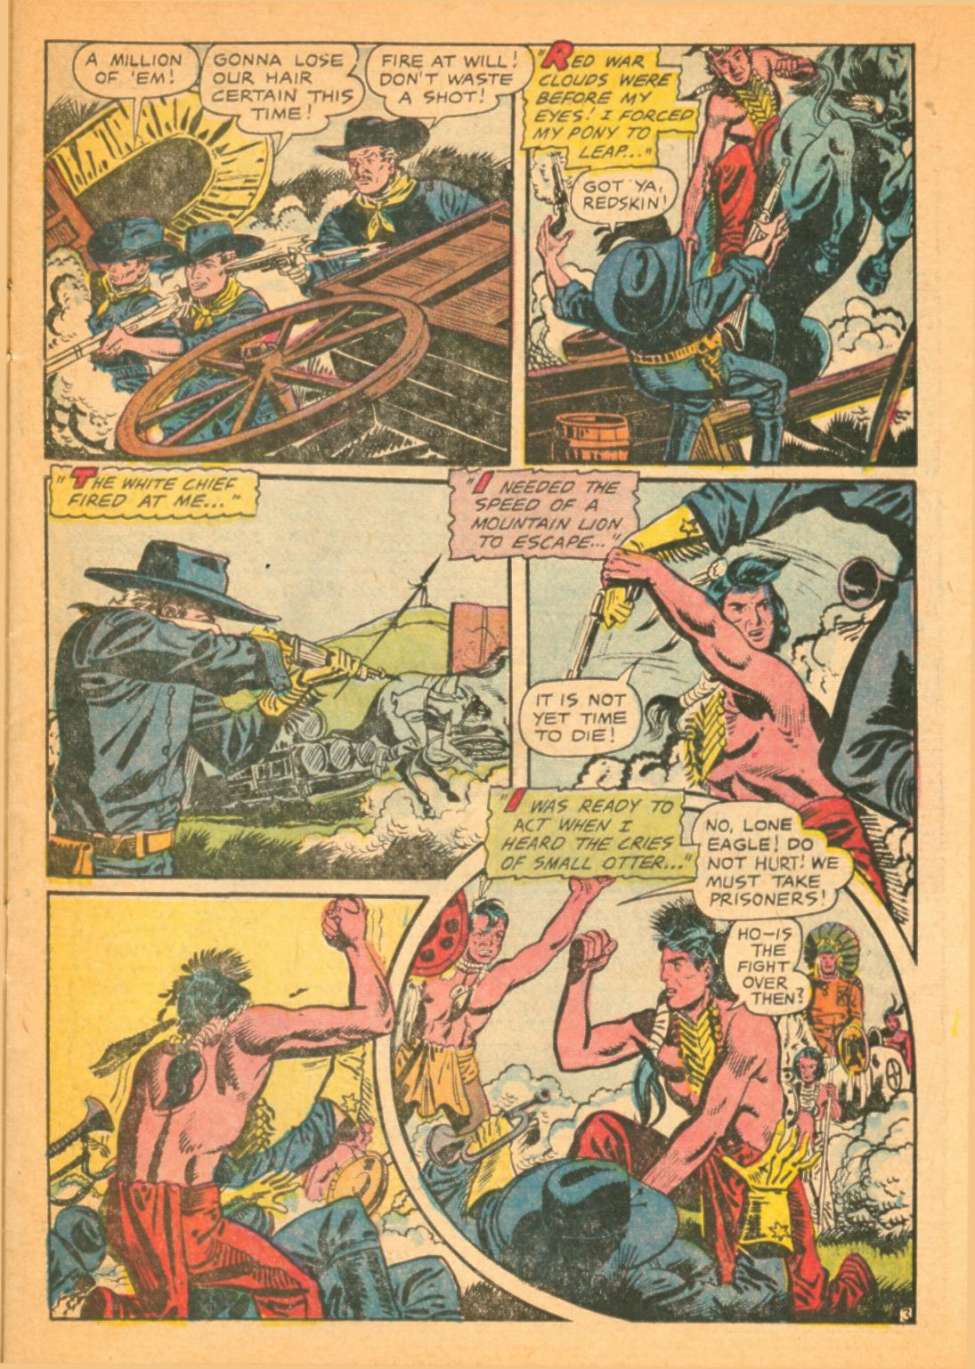 A MILLION
OF 'EM!
GONNA LOSE
OUR HAIR
CERTAIN THIS
TIME!
FIRE AT WILL!
DON'T WASTE
A SHOT!
"RED WAR
CLOUDS WERE
BEFORE MY
EYES! I FORCED
MY PONY TO
LEAP..."
GOT YA,
REDSKIN!
"THE WHITE CHIEF
FIRED AT ME..."
"I NEEDED THE
SPEED OF A
MOUNTAIN LION
TO ESCAPE..."
IT IS NOT
YET TIME
TO DIE!
"I WAS READY TO
ACT WHEN I
HEARD THE CRIES
OF SMALL OTTER..."
NO, LONE
EAGLE! DO
NOT HURT! WE
MUST TAKE
PRISONERS!
HO-IS
THE
FIGHT
OVER
THEN?
3